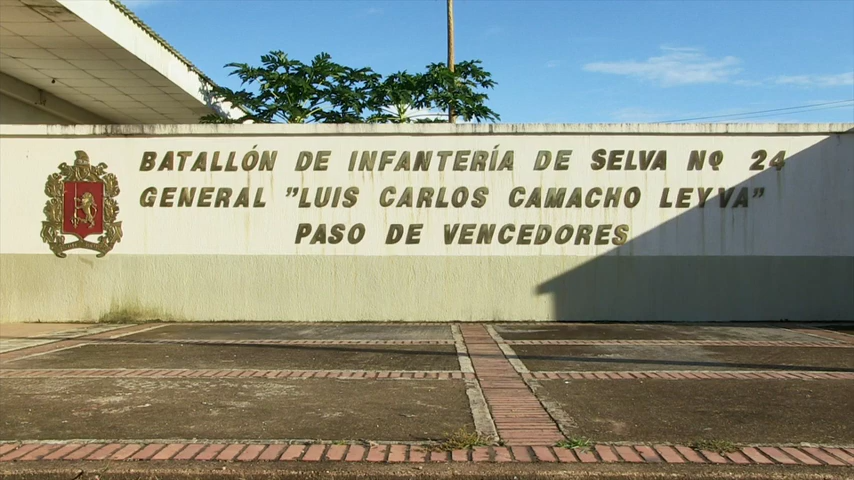 BATALLÓN DE INFANTERÍA DE SELVA Nº 24
GENERAL "LUIS CARLOS CAMACHO LEYVA"
PASO DE VENCEDORES